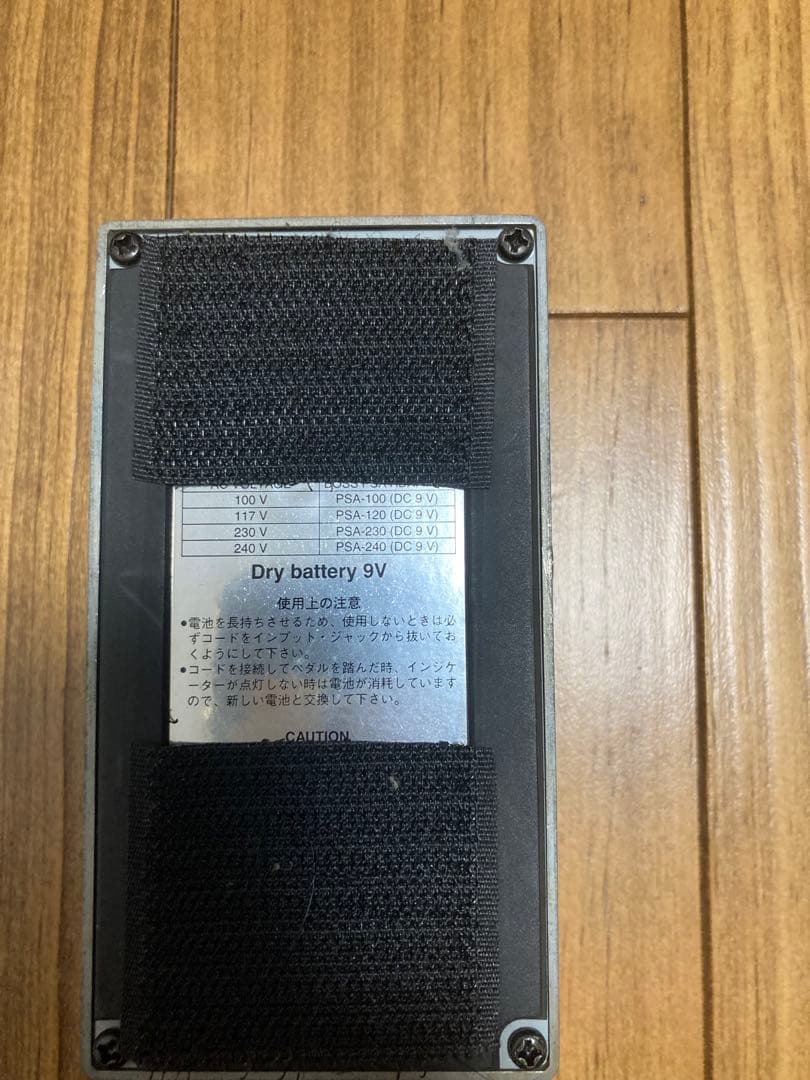 100 V PSA-100 (DC 9 V)
117 V PSA-120 (DC 9 V)
230 V PSA-230 (DC 9 V)
240 V PSA-240 (DC 9 V)
Dry battery 9V
使用上の注意
●電池を長持ちさせるため、使用しないときは必
ずコードをインプット・ジャックから抜いてお
くようにして下さい。
●コードを接続してペダルを踏んだ時、インジケ
ーターが点灯しない時は電池が消耗しています
ので、新しい電池と交換して下さい。
CAUTION